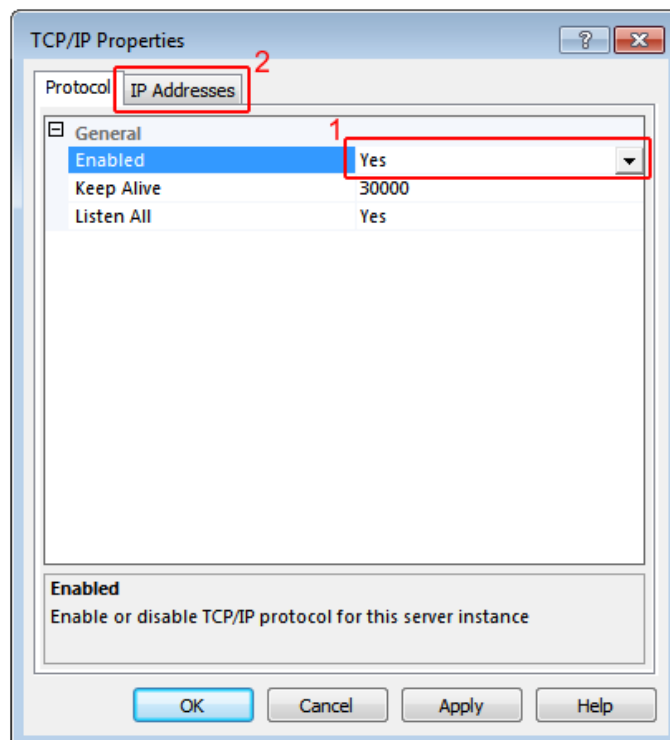 TCP/IP Properties
2
Protocol IP Addresses
General
1
Enabled Yes
Keep Alive 30000
Listen All Yes
Enabled
Enable or disable TCP/IP protocol for this server instance
OK Cancel Apply Help